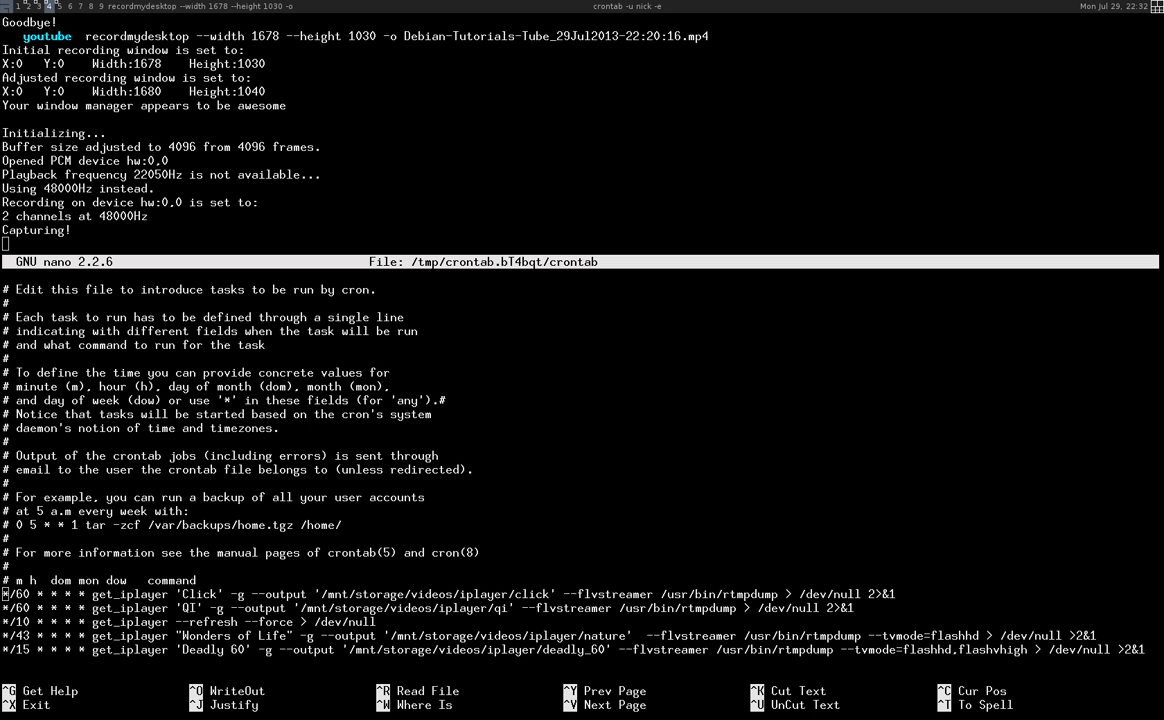 1 2 3 4 5 6 7 8 9 recordmydesktop --width 1678 --height 1030 -o
crontab -u nick -e
Mon Jul 29, 22:32
Goodbye!
youtube recordmydesktop --width 1678 --height 1030 -o Debian-Tutorials-Tube_29Jul2013-22:20:16.mp4
Initial recording window is set to:
X:0 Y:0 Width:1678 Height:1030
Adjusted recording window is set to:
X:0 Y:0 Width:1680 Height:1040
Your window manager appears to be awesome
Initializing...
Buffer size adjusted to 4096 from 4096 frames.
Opened PCM device hw:0,0
Playback frequency 22050Hz is not available...
Using 48000Hz instead.
Recording on device hw:0,0 is set to:
2 channels at 48000Hz
Capturing!
GNU nano 2.2.6 File: /tmp/crontab.bT4bqt/crontab
# Edit this file to introduce tasks to be run by cron.
#
# Each task to run has to be defined through a single line
# indicating with different fields when the task will be run
# and what command to run for the task
#
# To define the time you can provide concrete values for
# minute (m), hour (h), day of month (dom), month (mon),
# and day of week (dow) or use '*' in these fields (for 'any').#
# Notice that tasks will be started based on the cron's system
# daemon's notion of time and timezones.
#
# Output of the crontab jobs (including errors) is sent through
# email to the user the crontab file belongs to (unless redirected).
#
# For example, you can run a backup of all your user accounts
# at 5 a.m every week with:
# 0 5 * * 1 tar -zcf /var/backups/home.tgz /home/
#
# For more information see the manual pages of crontab(5) and cron(8)
#
# m h  dom mon dow   command
*/60 * * * * get_iplayer 'Click' -g --output '/mnt/storage/videos/iplayer/click' --flvstreamer /usr/bin/rtmpdump > /dev/null 2>&1
*/60 * * * * get_iplayer 'QI' -g --output '/mnt/storage/videos/iplayer/qi' --flvstreamer /usr/bin/rtmpdump > /dev/null 2>&1
*/10 * * * * get_iplayer --refresh --force > /dev/null
*/43 * * * * get_iplayer "Wonders of Life" -g --output '/mnt/storage/videos/iplayer/nature'  --flvstreamer /usr/bin/rtmpdump --tvmode=flashhd > /dev/null >2&1
*/15 * * * * get_iplayer 'Deadly 60' -g --output '/mnt/storage/videos/iplayer/deadly_60' --flvstreamer /usr/bin/rtmpdump --tvmode=flashhd,flashvhigh > /dev/null >2&1
^G Get Help ^O WriteOut ^R Read File ^Y Prev Page ^K Cut Text ^C Cur Pos
^X Exit ^J Justify ^W Where Is ^V Next Page ^U UnCut Text ^T To Spell